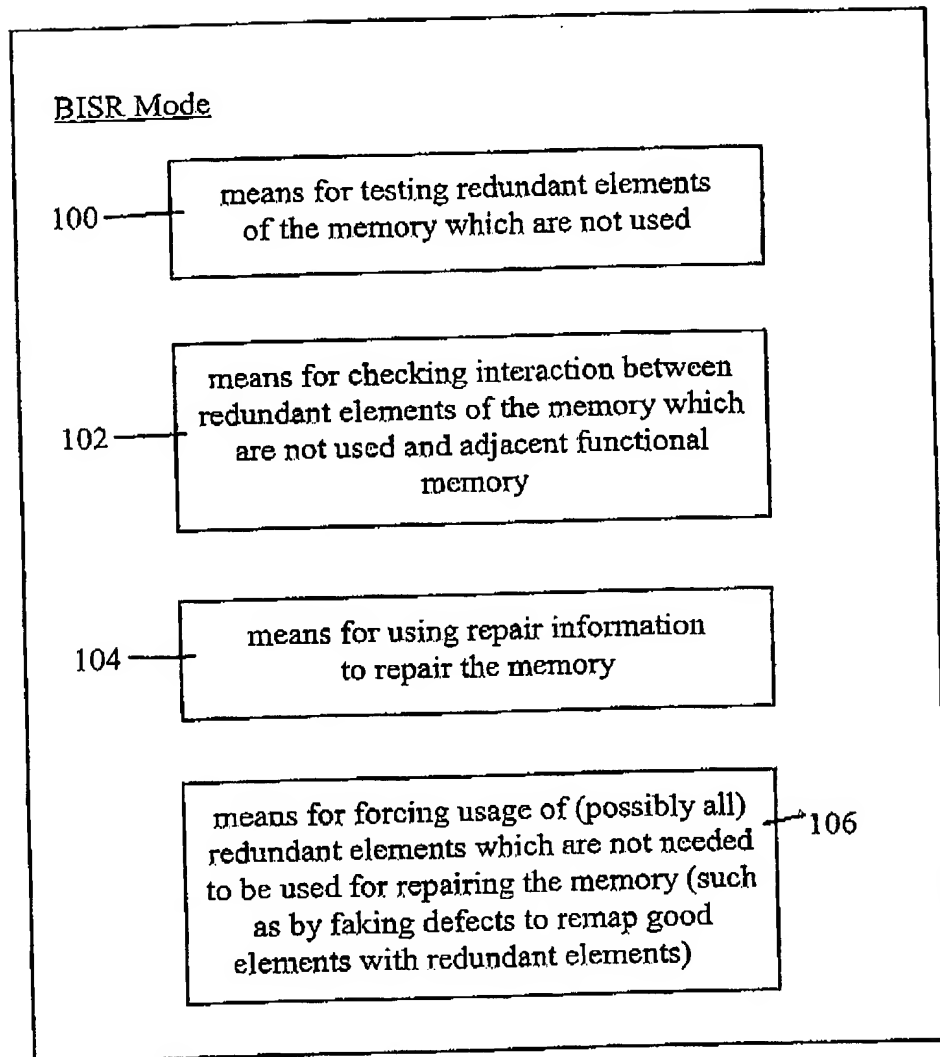 BISR Mode
100
means for testing redundant elements
of the memory which are not used
102
means for checking interaction between
redundant elements of the memory which
are not used and adjacent functional
memory
104
means for using repair information
to repair the memory
means for forcing usage of (possibly all)
redundant elements which are not needed
to be used for repairing the memory (such
as by faking defects to remap good
elements with redundant elements)
106